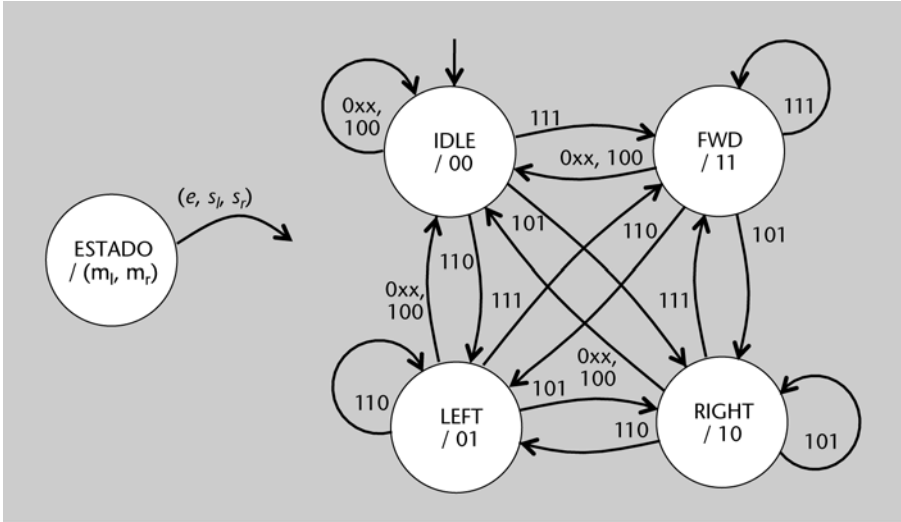 0xx,
100
IDLE
/ 00
111
0xx, 100
FWD
/ 11
111
(e, sₗ, sᵣ)
ESTADO
/ (mₗ, mᵣ)
101
110
101
110
0xx,
100
111
111
0xx,
100
110
LEFT
/ 01
101
110
RIGHT
/ 10
101